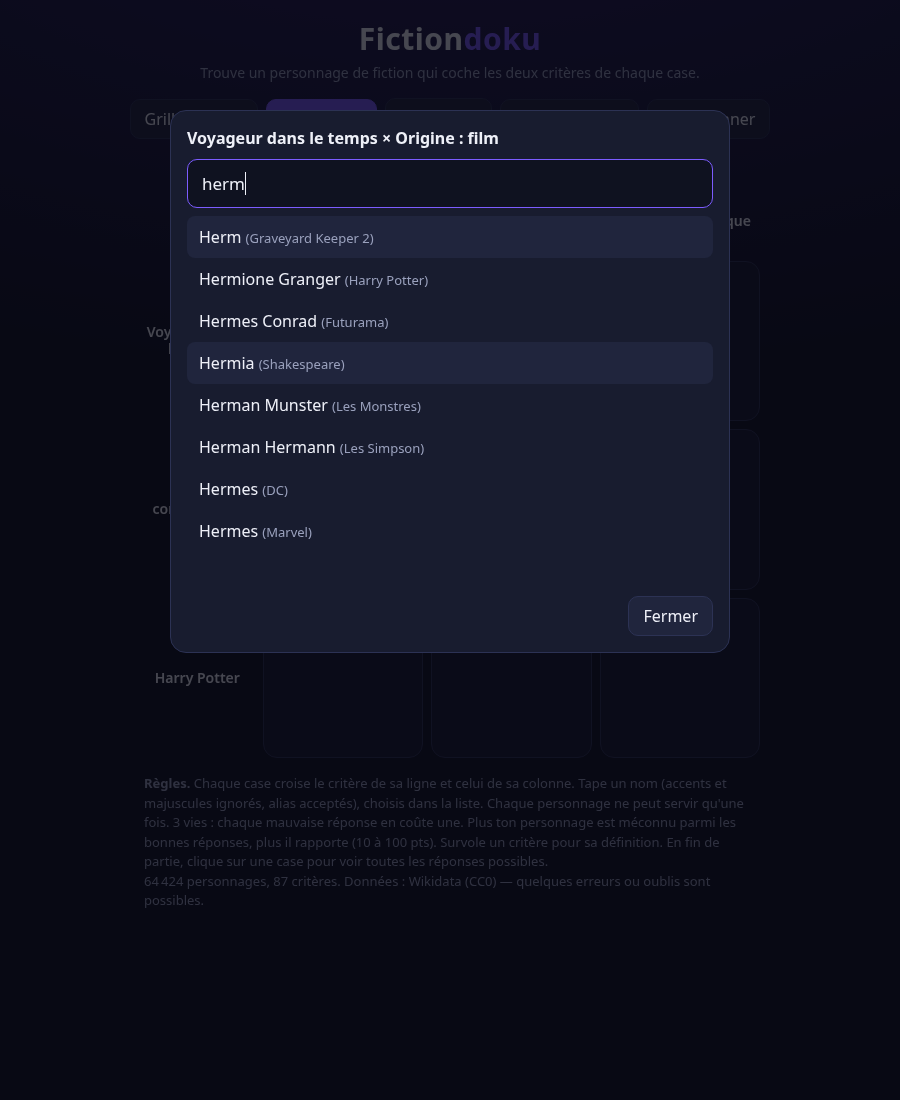 Fictiondoku
Trouve un personnage de fiction qui coche les deux critères de chaque case.
Voyageur dans le temps × Origine : film
herm
Herm (Graveyard Keeper 2)
Hermione Granger (Harry Potter)
Hermes Conrad (Futurama)
Hermia (Shakespeare)
Herman Munster (Les Monstres)
Herman Hermann (Les Simpson)
Hermes (DC)
Hermes (Marvel)
Fermer
Harry Potter
Règles. Chaque case croise le critère de sa ligne et celui de sa colonne. Tape un nom (accents et
majuscules ignorés, alias acceptés), choisis dans la liste. Chaque personnage ne peut servir qu'une
fois. 3 vies : chaque mauvaise réponse en coûte une. Plus ton personnage est méconnu parmi les
bonnes réponses, plus il rapporte (10 à 100 pts). Survole un critère pour sa définition. En fin de
partie, clique sur une case pour voir toutes les réponses possibles.
64 424 personnages, 87 critères. Données : Wikidata (CC0) — quelques erreurs ou oublis sont
possibles.